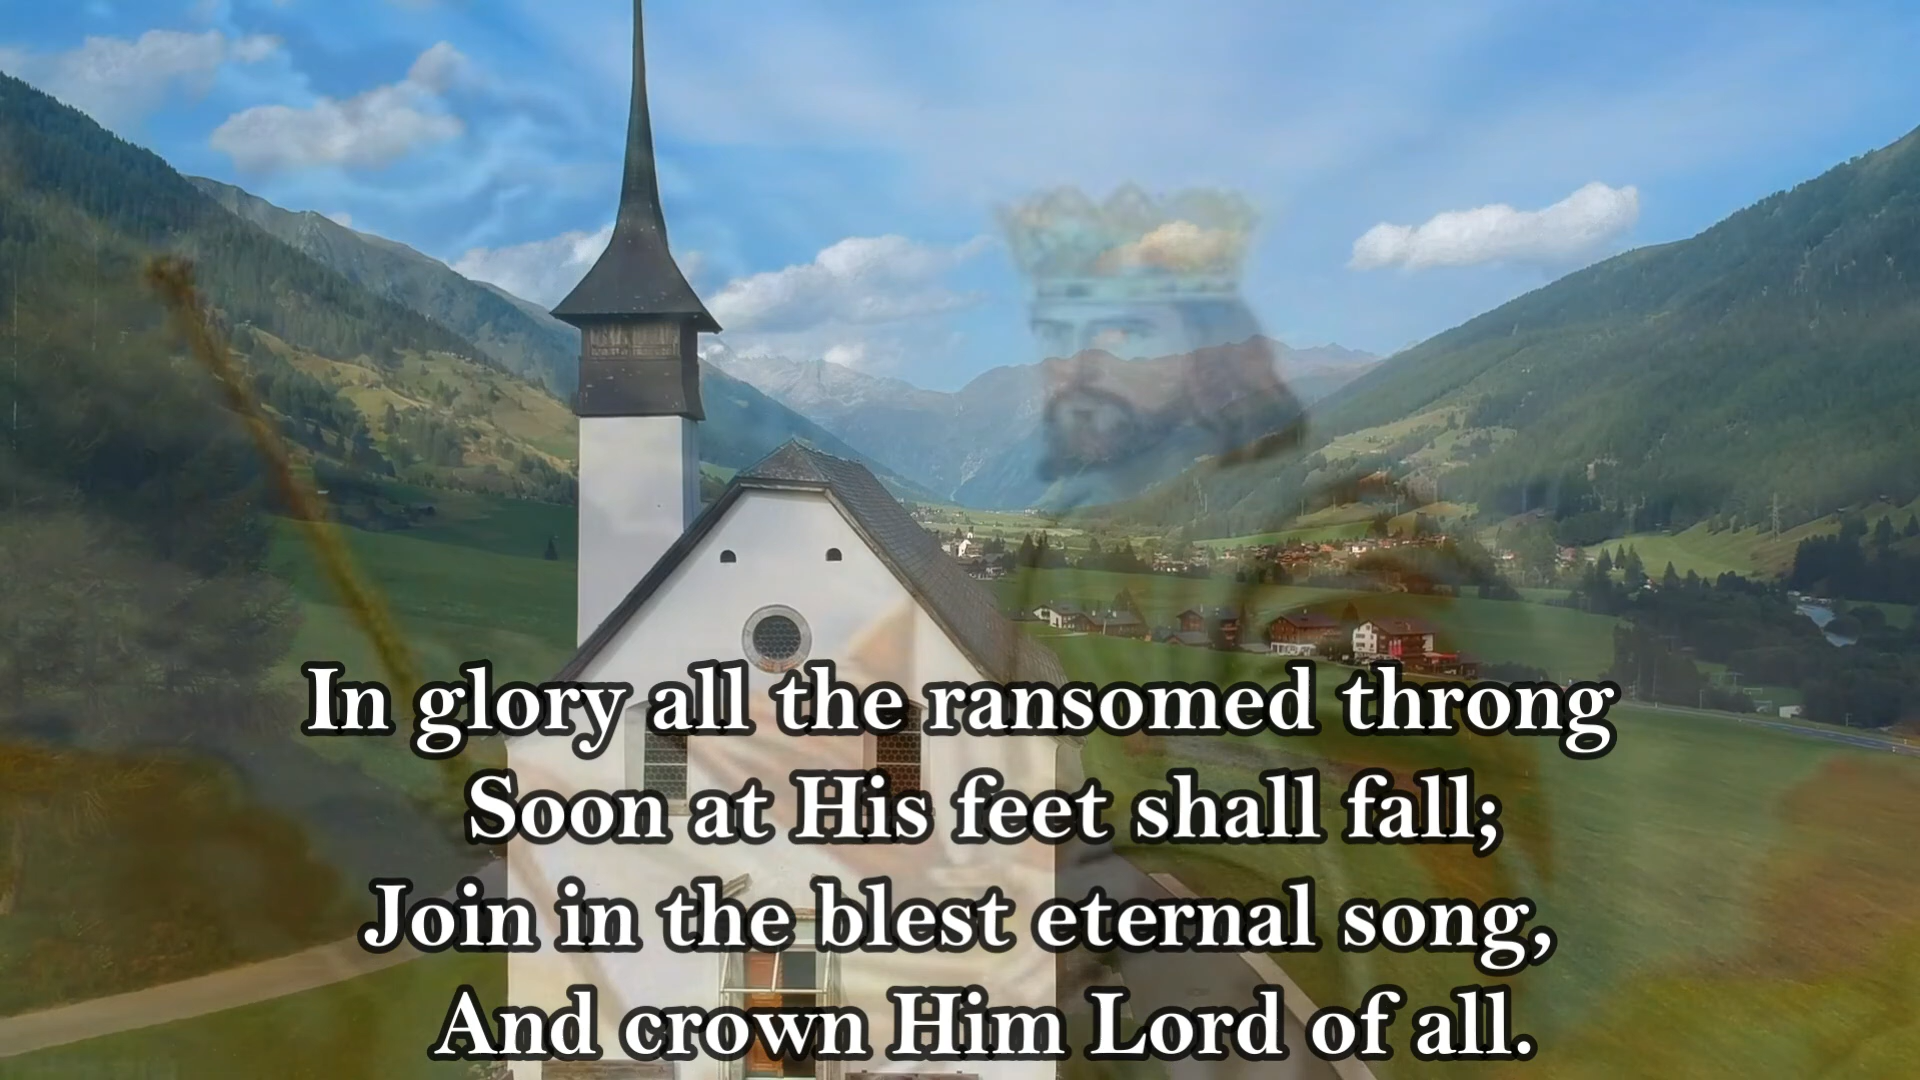 In glory all the ransomed throng
Soon at His feet shall fall;
Join in the blest eternal song,
And crown Him Lord of all.